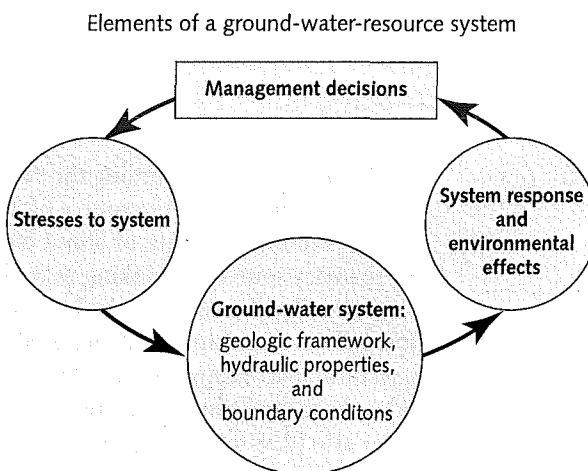 Elements of a ground-water-resource system
Management decisions
Stresses to system
System response
and
environmental
effects
Ground-water system:
geologic framework,
hydraulic properties,
and
boundary conditons